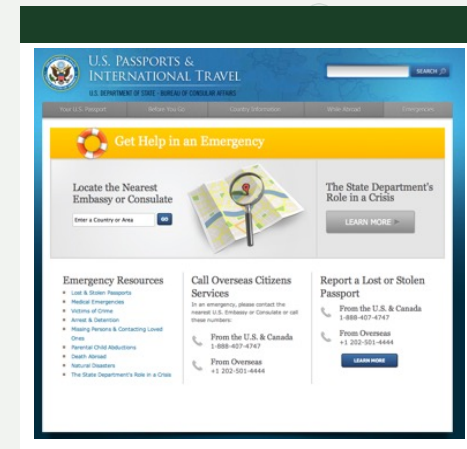 U.S. PASSPORTS &
INTERNATIONAL TRAVEL
U.S. DEPARTMENT OF STATE - BUREAU OF CONSULAR AFFAIRS
SEARCH
Your U.S. Passport Before You Go Country Information While Abroad Emergencies
Get Help in an Emergency
Locate the Nearest
Embassy or Consulate
Enter a Country or Area GO
The State Department's
Role in a Crisis
LEARN MORE
Emergency Resources
Lost & Stolen Passports
Medical Emergencies
Victims of Crime
Arrest & Detention
Missing Persons & Contacting Loved
Ones
Parental Child Abductions
Death Abroad
Natural Disasters
The State Department's Role in a Crisis
Call Overseas Citizens
Services
In an emergency, please contact the
nearest U.S. Embassy or Consulate or call
these numbers:
From the U.S. & Canada
1-888-407-4747
From Overseas
+1 202-501-4444
Report a Lost or Stolen
Passport
From the U.S. & Canada
1-888-407-4747
From Overseas
+1 202-501-4444
LEARN MORE